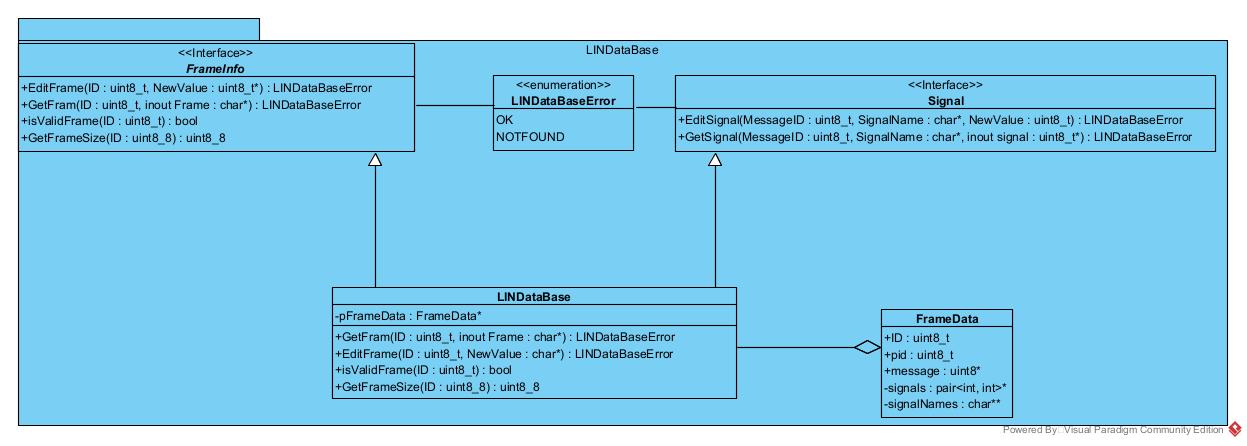 LINDataBase
<<Interface>>
FrameInfo
+EditFrame(ID : uint8_t, NewValue : uint8_t*) : LINDataBaseError
+GetFram(ID : uint8_t, inout Frame : char*) : LINDataBaseError
+isValidFrame(ID : uint8_t) : bool
+GetFrameSize(ID : uint8_8) : uint8_8
<<enumeration>>
LINDataBaseError
OK
NOTFOUND
<<Interface>>
Signal
+EditSignal(MessageID : uint8_t, SignalName : char*, NewValue : uint8_t) : LINDataBaseError
+GetSignal(MessageID : uint8_t, SignalName : char*, inout signal : uint8_t*) : LINDataBaseError
LINDataBase
-pFrameData : FrameData*
+GetFram(ID : uint8_t, inout Frame : char*) : LINDataBaseError
+EditFrame(ID : uint8_t, NewValue : char*) : LINDataBaseError
+isValidFrame(ID : uint8_t) : bool
+GetFrameSize(ID : uint8_8) : uint8_8
FrameData
+ID : uint8_t
+pid : uint8_t
+message : uint8*
-signals : pair<int, int>*
-signalNames : char**
Powered By Visual Paradigm Community Edition